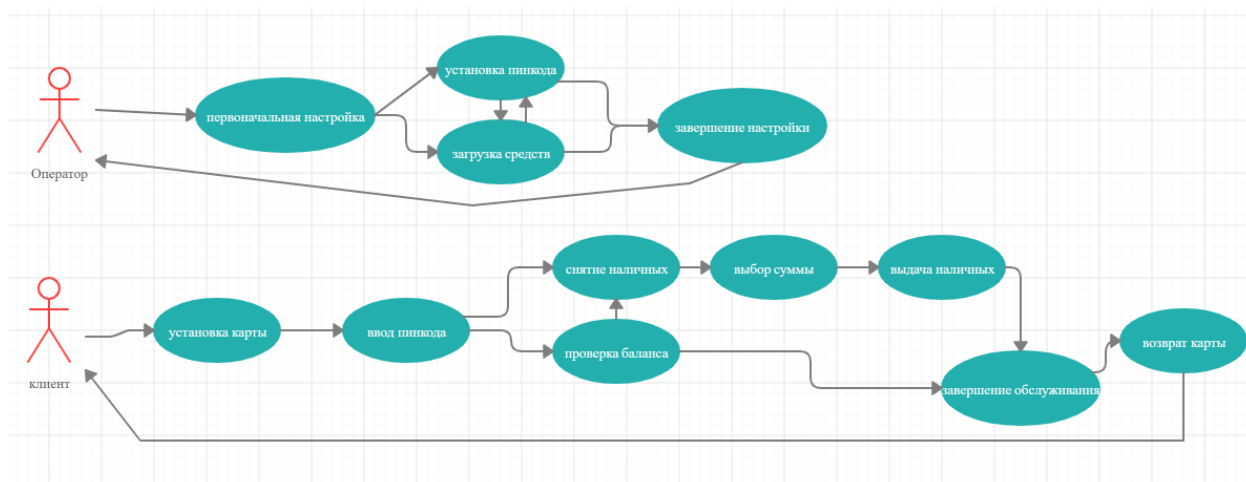 установка пинкода
первоначальная настройка
завершение настройки
загрузка средств
Оператор
снятие наличных
выбор суммы
выдача наличных
установка карты
ввод пинкода
проверка баланса
возврат карты
клиент
завершение обслуживания